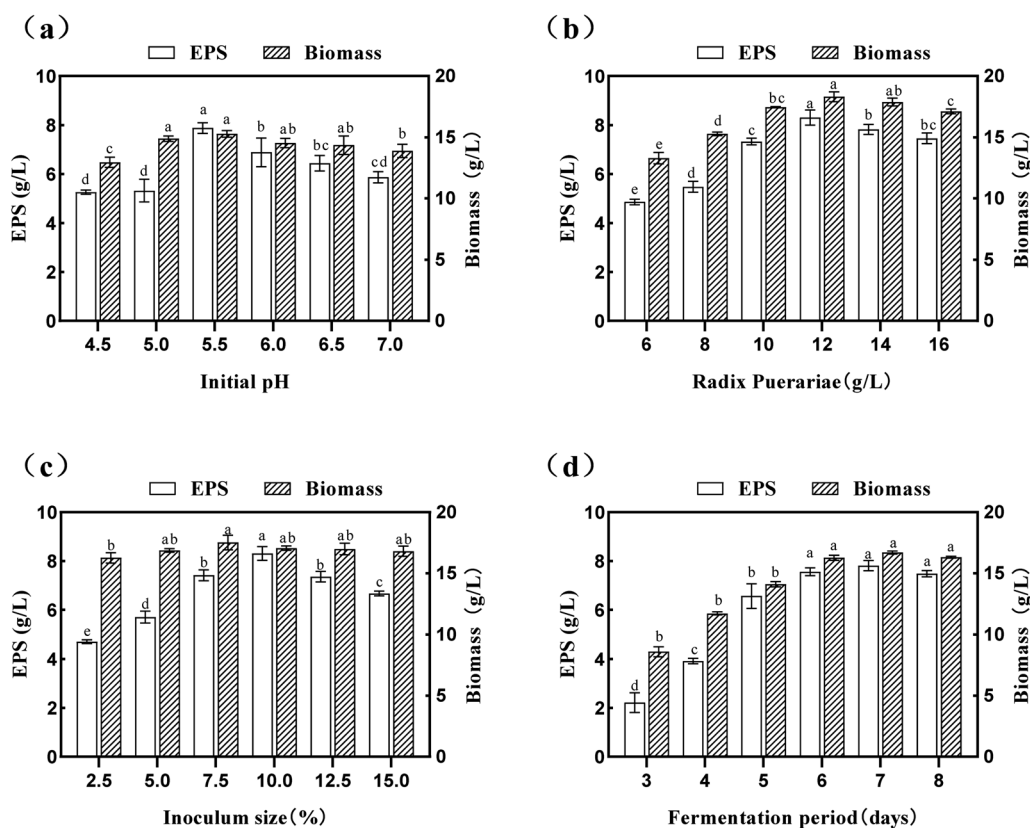 (a)
EPS Biomass
10
8
6
4
2
0
EPS (g/L)
20
15
10
5
0
Biomass (g/L)
d c d a a a b ab bc ab cd b
4.5 5.0 5.5 6.0 6.5 7.0
Initial pH
(b)
EPS Biomass
10
8
6
4
2
0
EPS (g/L)
20
15
10
5
0
Biomass (g/L)
e e d d c bc a a b ab bc c
6 8 10 12 14 16
Radix Puerariae(g/L)
(c)
EPS Biomass
10
8
6
4
2
0
EPS (g/L)
20
15
10
5
0
Biomass (g/L)
e b d ab b a a ab b ab c ab
2.5 5.0 7.5 10.0 12.5 15.0
Inoculum size(%)
(d)
EPS Biomass
10
8
6
4
2
0
EPS (g/L)
20
15
10
5
0
Biomass (g/L)
d b c b b b a a a a a a
3 4 5 6 7 8
Fermentation period(days)